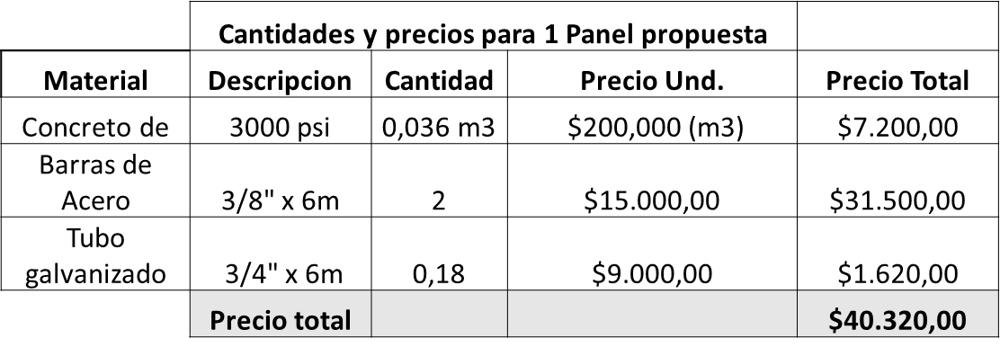 Cantidades y precios para 1 Panel propuesta
Material Descripcion Cantidad Precio Und. Precio Total
Concreto de 3000 psi 0,036 m3 $200,000 (m3) $7.200,00
Barras de
Acero 3/8" x 6m 2 $15.000,00 $31.500,00
Tubo
galvanizado 3/4" x 6m 0,18 $9.000,00 $1.620,00
Precio total $40.320,00